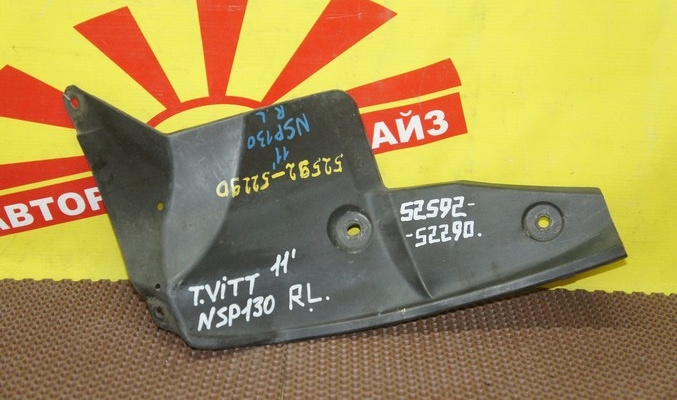 АВТОР
АЙЗ
NSP130
R.L
11'
52592-52290
52592-
-52290.
T.ViTT 11'
NSP130 RL.